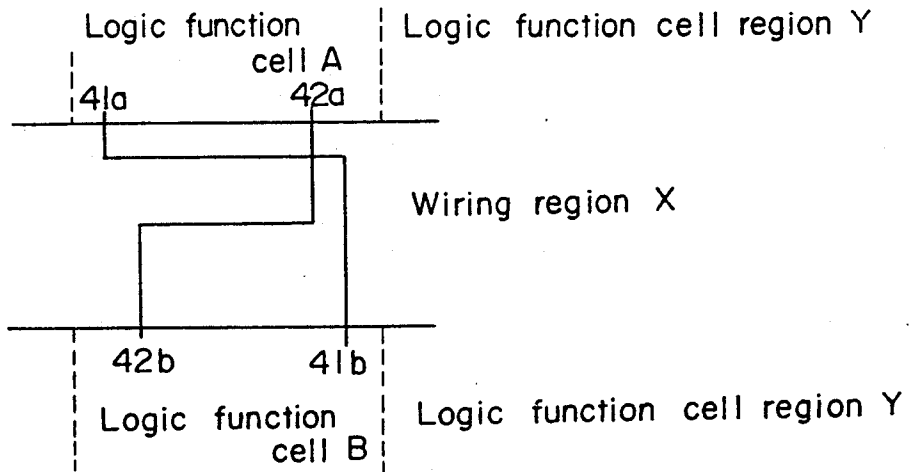 Logic function
cell A
Logic function cell region Y
41a
42a
Wiring region X
42b
41b
Logic function
cell B
Logic function cell region Y